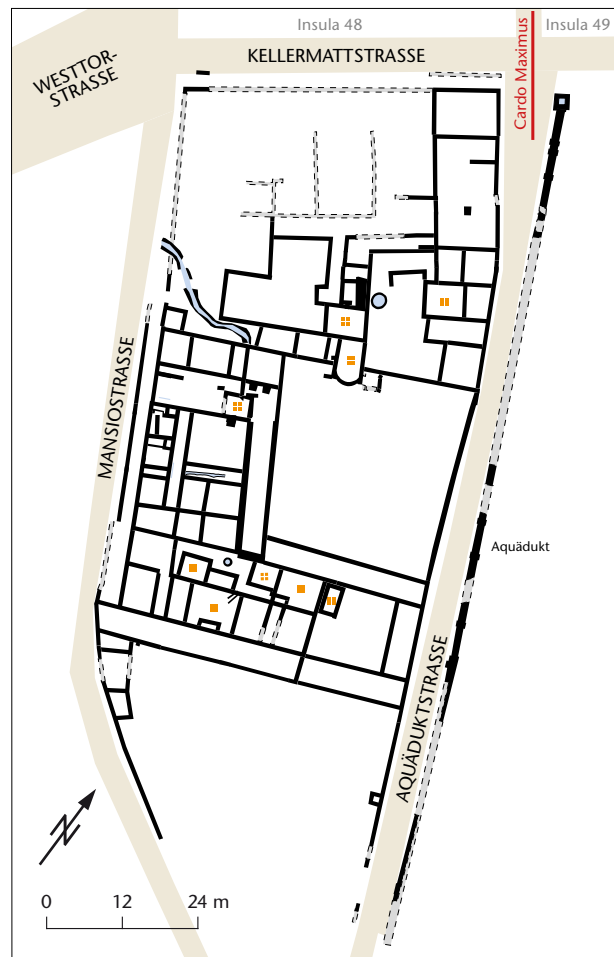 Insula 48
Insula 49
KELLERMATTSTRASSE
WESTTOR-
STRASSE
Cardo Maximus
MANSIOSTRASSE
Aquädukt
AQUÄDUKTSTRASSE
N
0 12 24 m